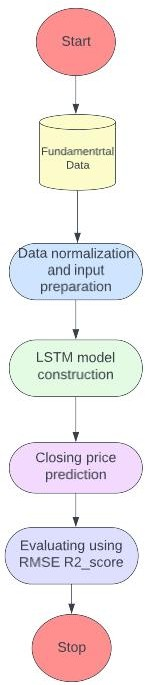 Start
Fundamentrtal
Data
Data normalization
and input
preparation
LSTM model
construction
Closing price
prediction
Evaluating using
RMSE R2_score
Stop